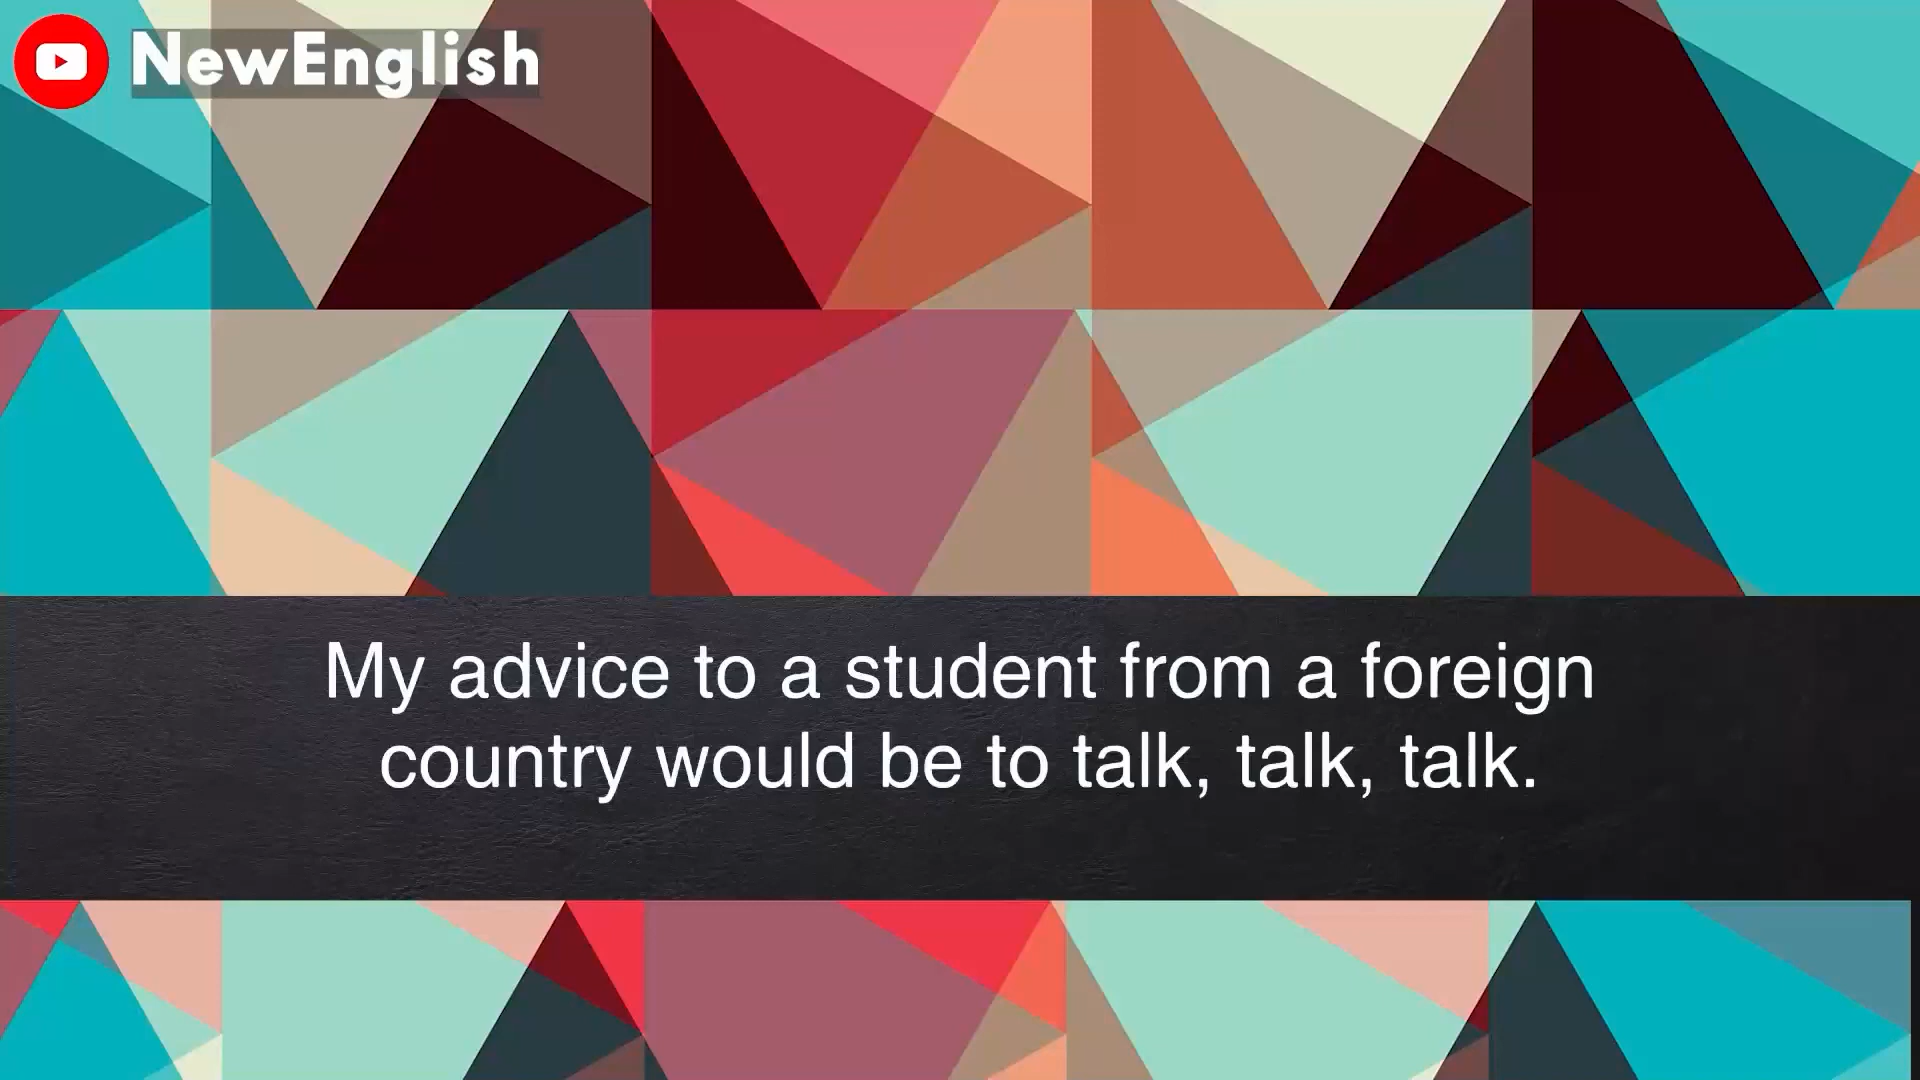 NewEnglish
My advice to a student from a foreign
country would be to talk, talk, talk.